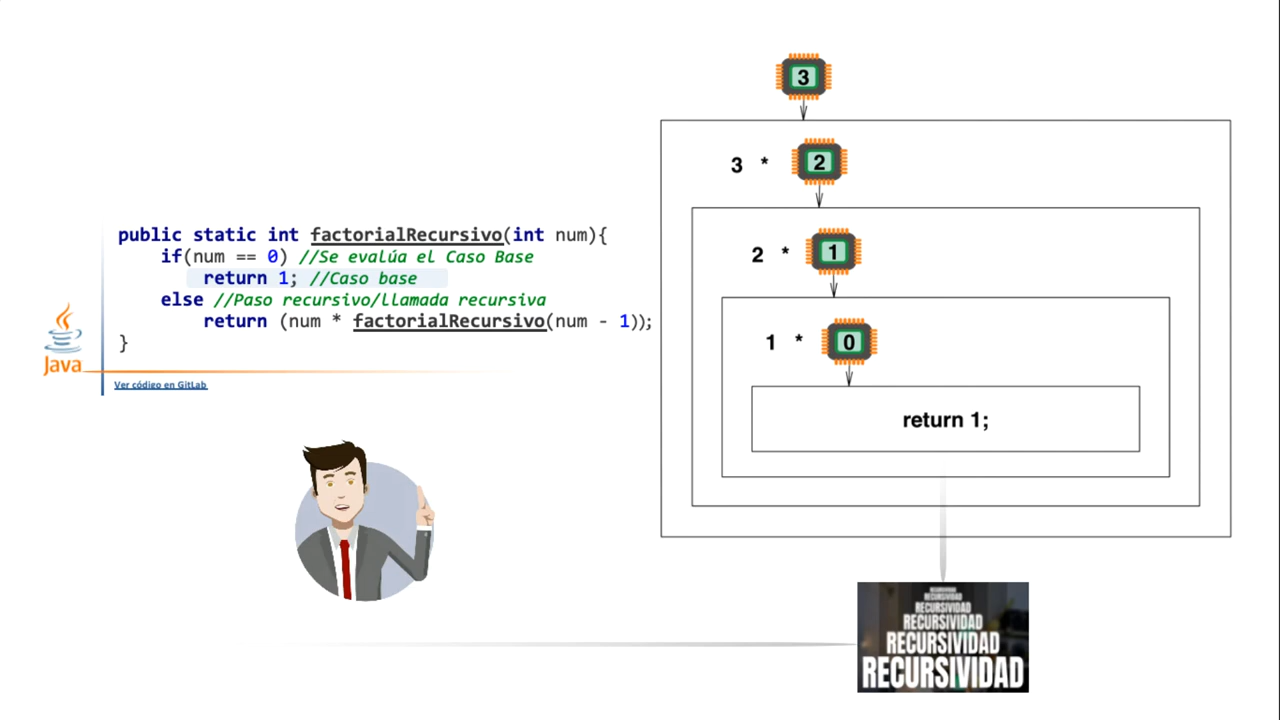 public static int factorialRecursivo(int num){
if(num == 0) //Se evalúa el Caso Base
return 1; //Caso base
else //Paso recursivo/llamada recursiva
return (num * factorialRecursivo(num - 1));
}
Java
Ver código en GitLab
3
3 * 2
2 * 1
1 * 0
return 1;
RECURSIVIDAD
RECURSIVIDAD
RECURSIVIDAD
RECURSIVIDAD
RECURSIVIDAD
RECURSIVIDAD